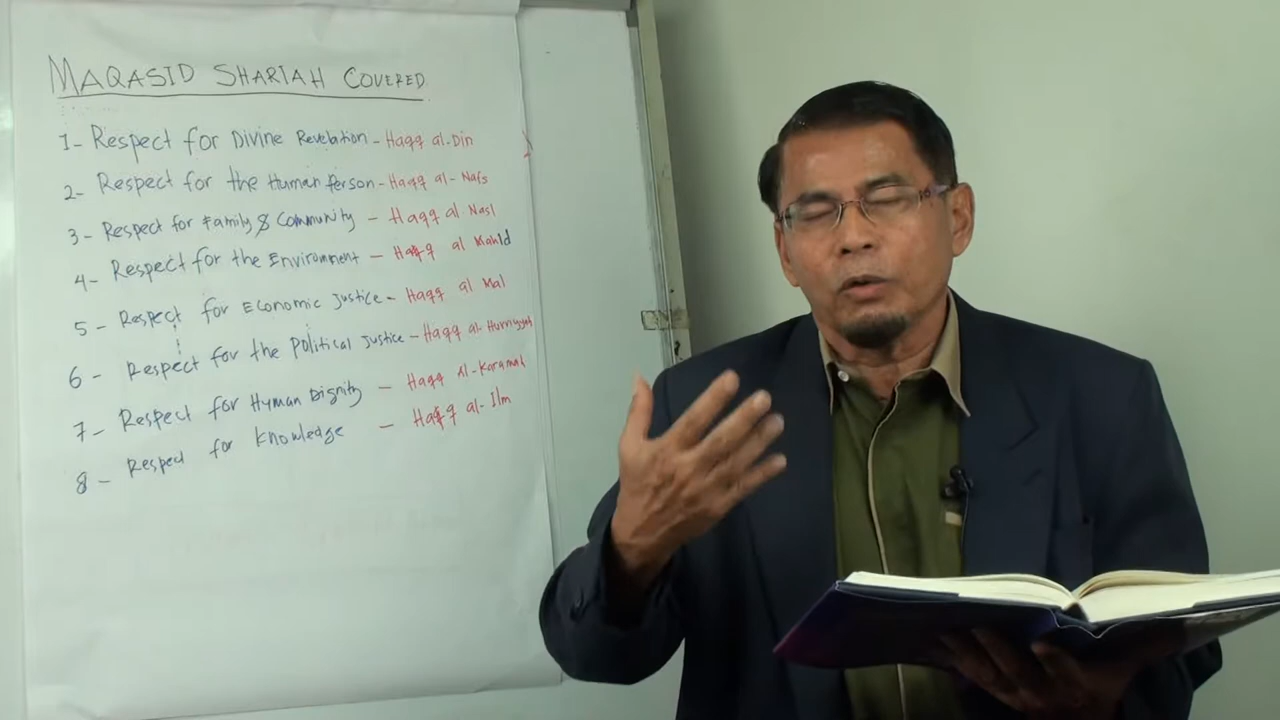 MAQASID SHARIAH COVERED
1- Respect for Divine Revelation - Haqq al-Din
2- Respect for the Human Person - Haqq al-Nafs
3- Respect for Family & Community - Haqq al Nasl
4- Respect for the Environment - Haqq al Mahld
5- Respect for Economic Justice - Haqq al Mal
6- Respect for the Political Justice - Haqq al-Hurriyyah
7- Respect for Human Dignity - Haqq al-Karamah
8- Respect for Knowledge - Haqq al-Ilm